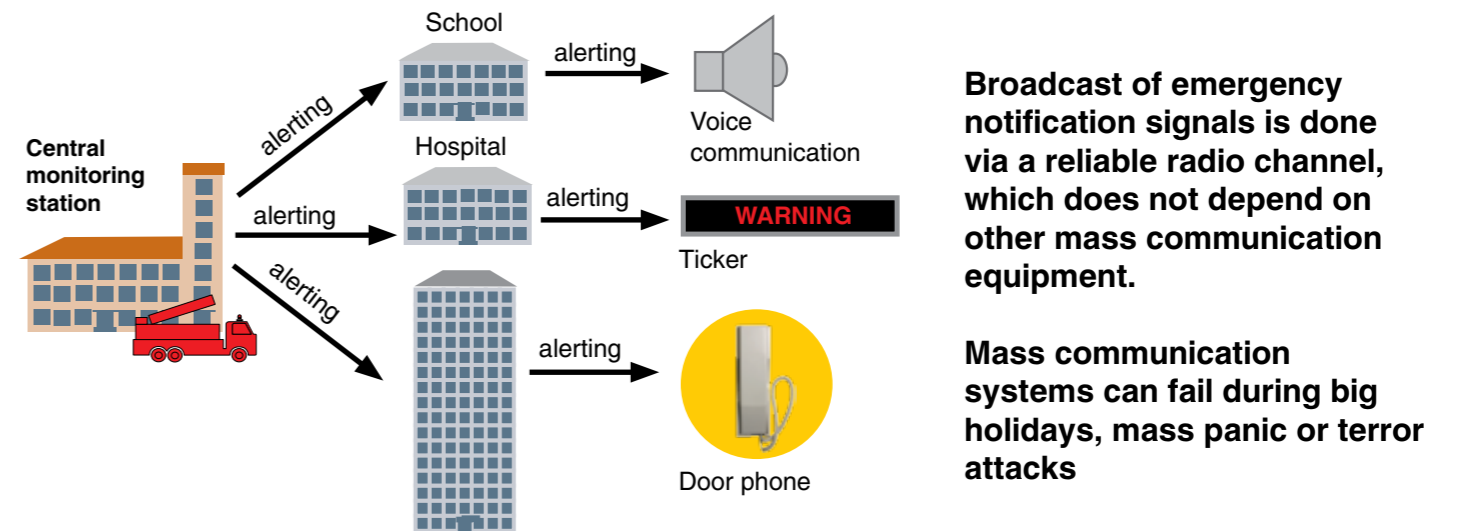 School
alerting
alerting
Voice
communication
Central
monitoring
station
Hospital
alerting
alerting
WARNING
Ticker
alerting
alerting
Door phone
Broadcast of emergency
notification signals is done
via a reliable radio channel,
which does not depend on
other mass communication
equipment.
Mass communication
systems can fail during big
holidays, mass panic or terror
attacks